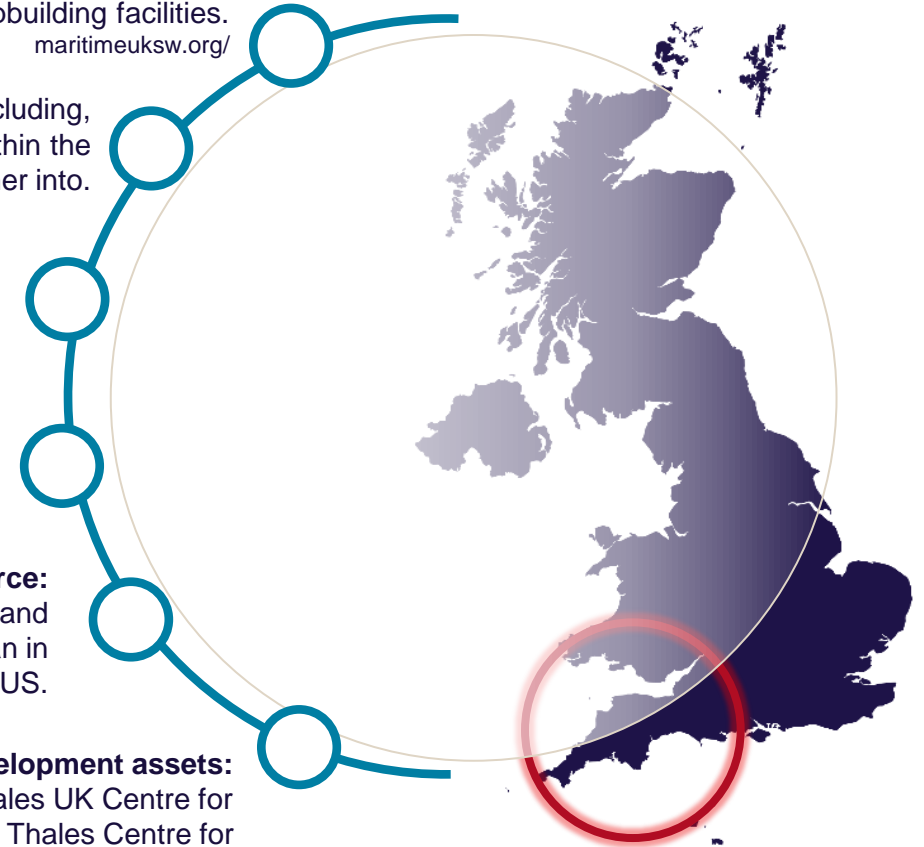 obuilding facilities.
maritimeuksw.org/
cluding,
thin the
ner into.
rce:
and
an in
US.
elopment assets:
ales UK Centre for
Thales Centre for